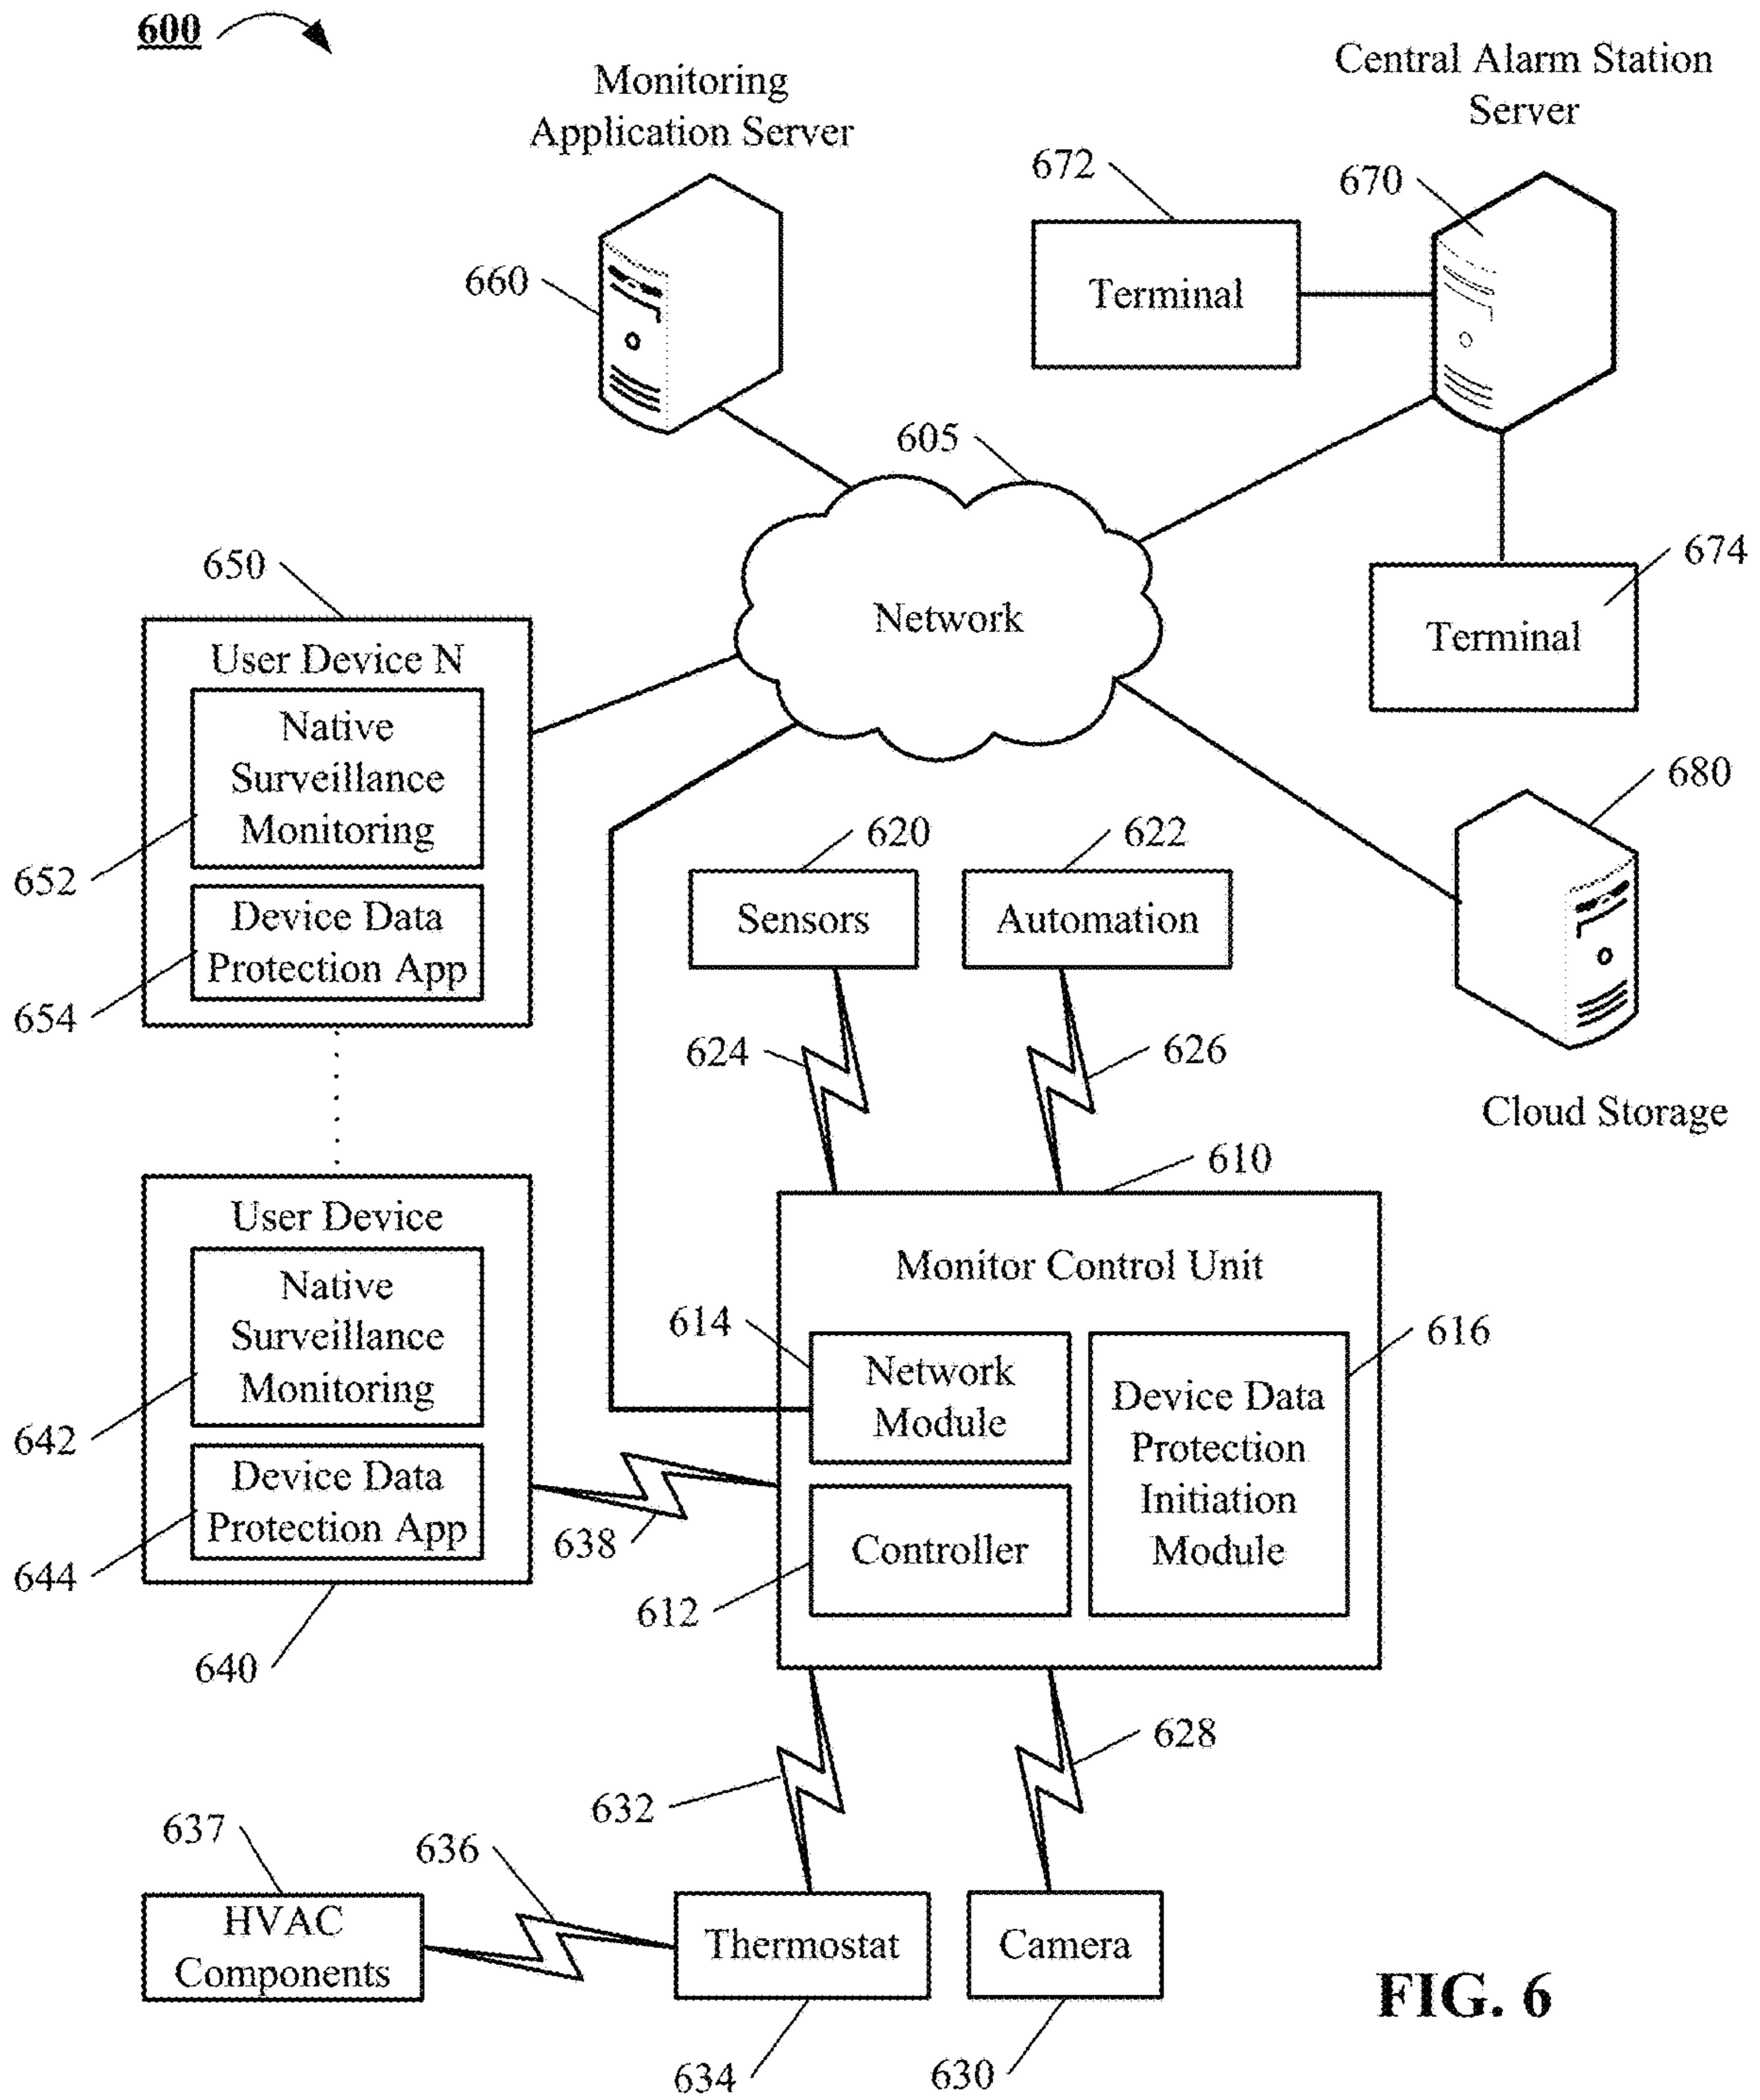 600
Monitoring
Application Server
Central Alarm Station
Server
672
670
660
Terminal
605
674
650
Network
Terminal
User Device N
Native
Surveillance
Monitoring
680
620
622
652
Device Data
Protection App
Sensors
Automation
654
624
626
Cloud Storage
610
User Device
Monitor Control Unit
Native
Surveillance
Monitoring
614
616
Network
Module
Device Data
Protection
Initiation
Module
642
Device Data
Protection App
638
Controller
644
612
640
628
632
637
636
HVAC
Components
Thermostat
Camera
FIG. 6
634
630